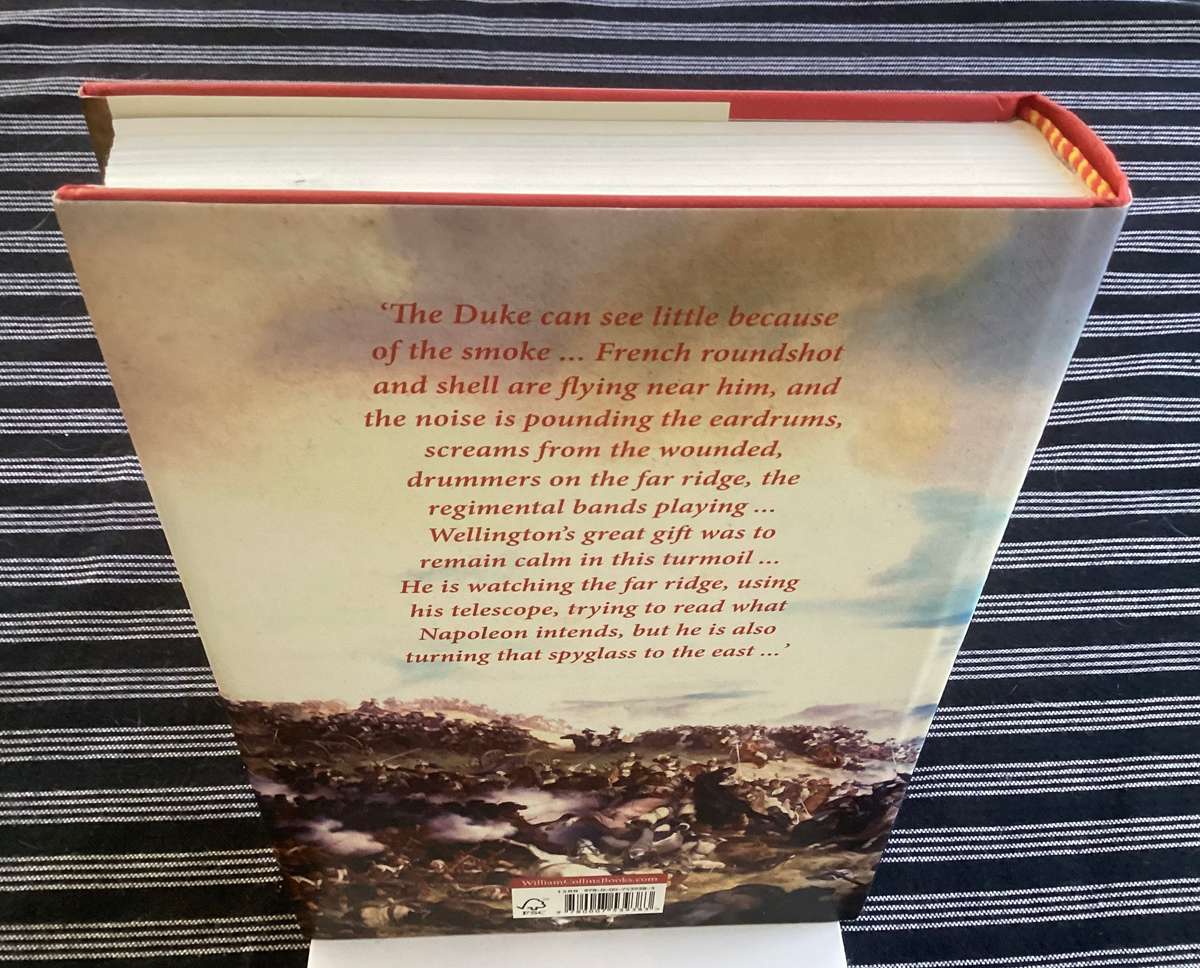 ‘The Duke can see little because
of the smoke ... French roundshot
and shell are flying near him, and
the noise is pounding the eardrums,
screams from the wounded,
drummers on the far ridge, the
regimental bands playing ...
Wellington’s great gift was to
remain calm in this turmoil ...
He is watching the far ridge, using
his telescope, trying to read what
Napoleon intends, but he is also
turning that spyglass to the east ...’
WilliamCollinsBooks.com
ISBN
FSC